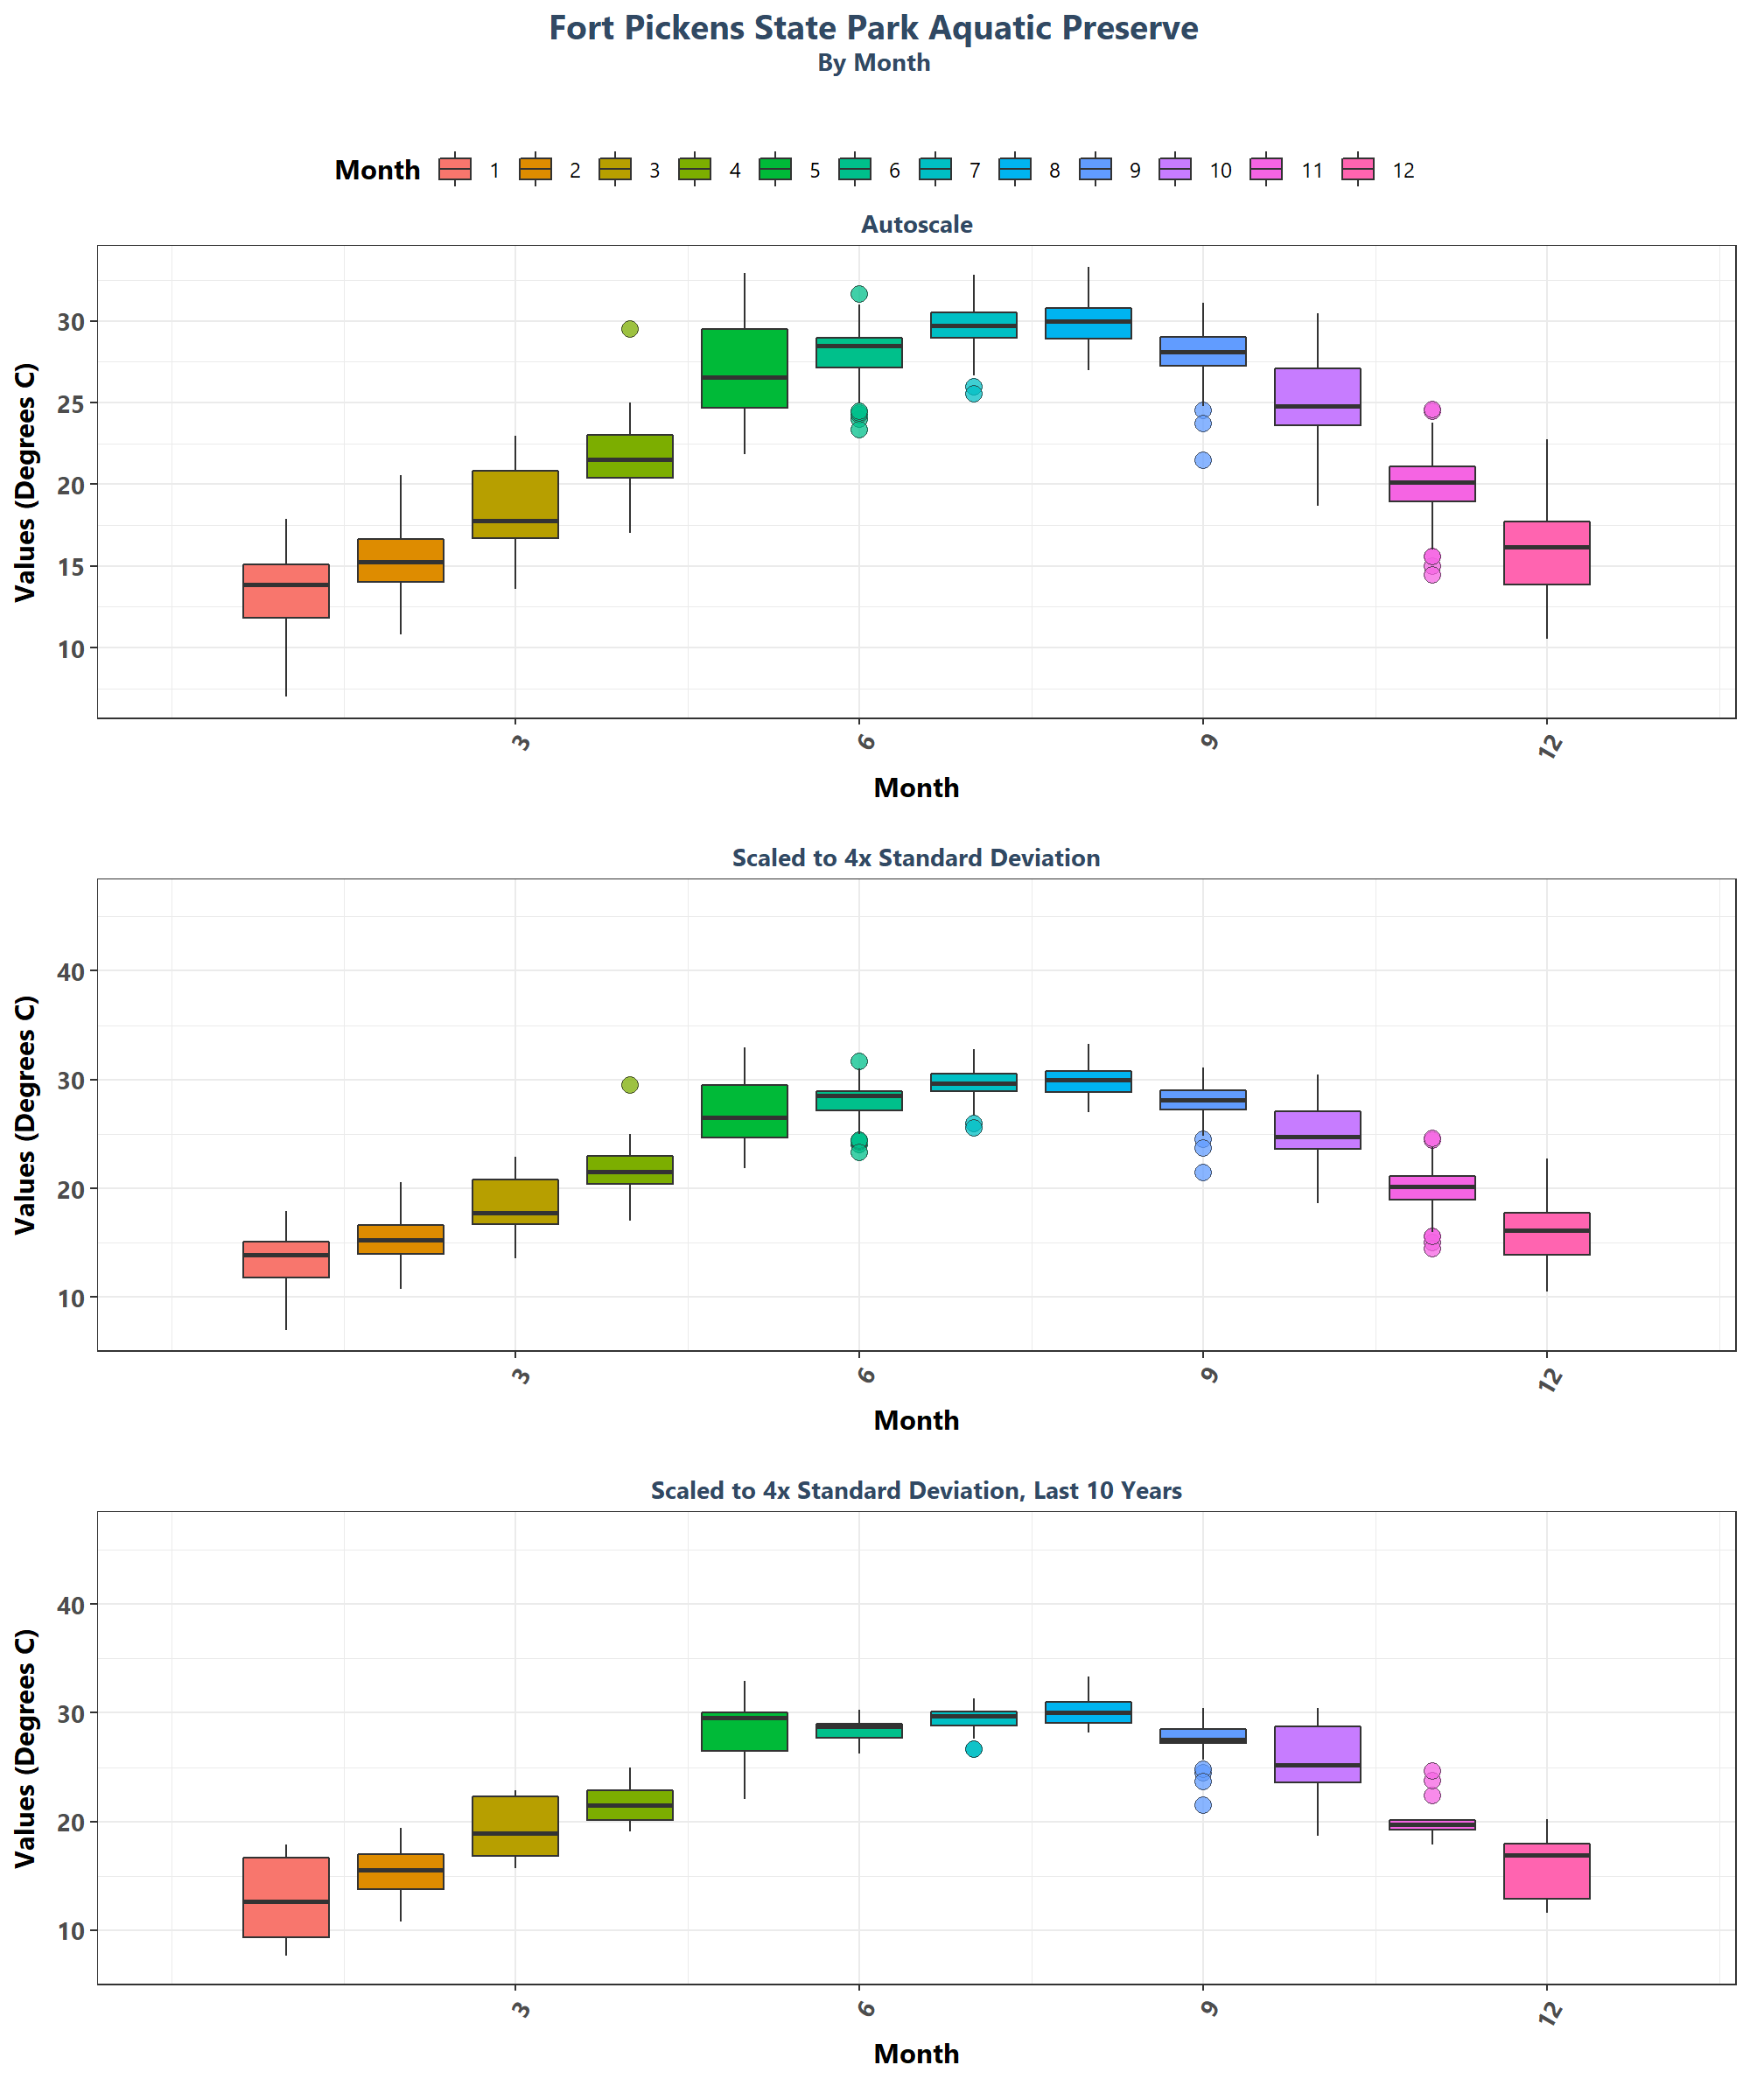 Fort Pickens State Park Aquatic Preserve
By Month
Month 1 2 3 4 5 6 7 8 9 10 11 12
Autoscale
Values (Degrees C)
30
25
20
15
10
3 6 9 12
Month
Scaled to 4x Standard Deviation
Values (Degrees C)
40
30
20
10
3 6 9 12
Month
Scaled to 4x Standard Deviation, Last 10 Years
Values (Degrees C)
40
30
20
10
3 6 9 12
Month